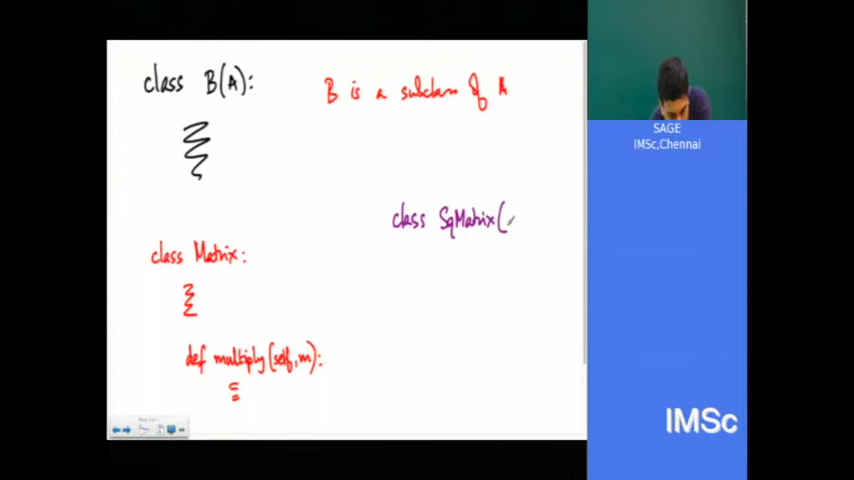 class B(A):
B is a subclass of A
class SqMatrix(
class Matrix:
def multiply(self, m):
SAGE
IMSc, Chennai
IMSc